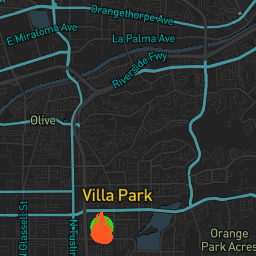 Orangethorpe Ave
E Miraloma Ave
La Palma Ave
Riverside Fwy
Olive
Villa Park
N Glassell St
N Tustin
Orange
Park Acres